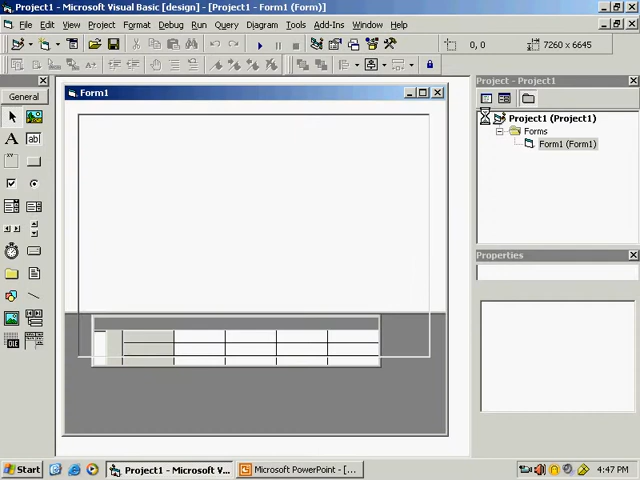 Project1 - Microsoft Visual Basic [design] - [Project1 - Form1 (Form)]
File Edit View Project Format Debug Run Query Diagram Tools Add-Ins Window Help
0, 0
7260 x 6645
General
Form1
Project - Project1
Project1 (Project1)
Forms
Form1 (Form1)
Properties
Start
Project1 - Microsoft V...
Microsoft PowerPoint - [...
4:47 PM